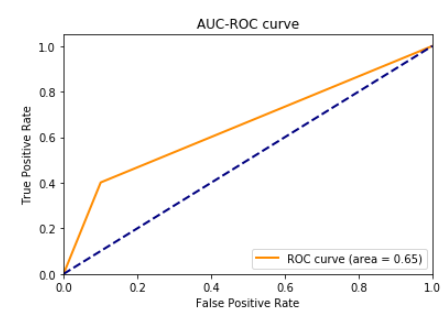 AUC-ROC curve
1.0
0.8
0.6
0.4
0.2
0.0
True Positive Rate
ROC curve (area = 0.65)
0.0 0.2 0.4 0.6 0.8 1.0
False Positive Rate